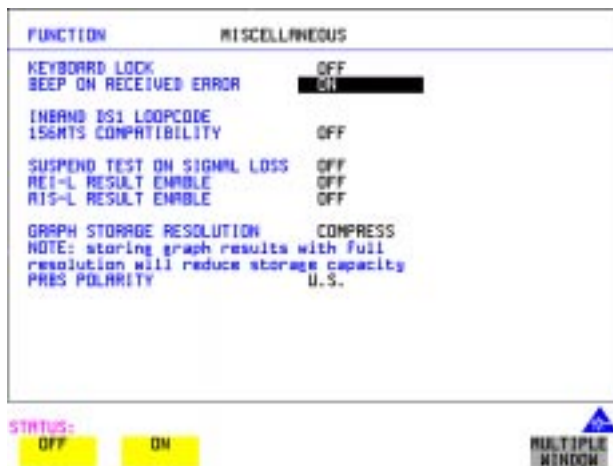 FUNCTION MISCELLANEOUS
KEYBOARD LOCK OFF
BEEP ON RECEIVED ERROR ON
INBAND DS1 LOOPCODE
156MTS COMPATIBILITY OFF
SUSPEND TEST ON SIGNAL LOSS OFF
REI-L RESULT ENABLE OFF
AIS-L RESULT ENABLE OFF
GRAPH STORAGE RESOLUTION COMPRESS
NOTE: storing graph results with full
resolution will reduce storage capacity
PRBS POLARITY U.S.
STATUS:
OFF ON MULTIPLE
WINDOW